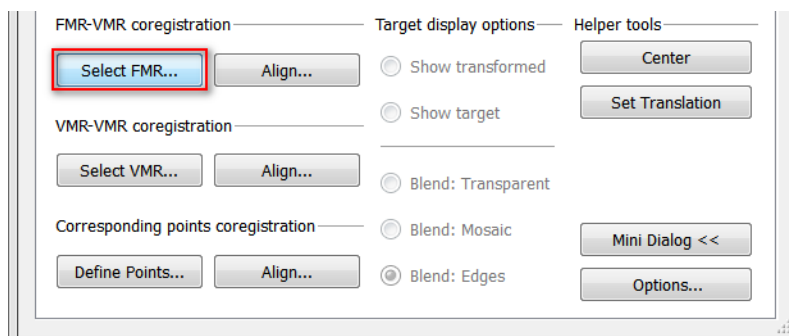 FMR-VMR coregistration
Select FMR...
Align...
VMR-VMR coregistration
Select VMR...
Align...
Corresponding points coregistration
Define Points...
Align...
Target display options
Show transformed
Show target
Blend: Transparent
Blend: Mosaic
Blend: Edges
Helper tools
Center
Set Translation
Mini Dialog <<
Options...